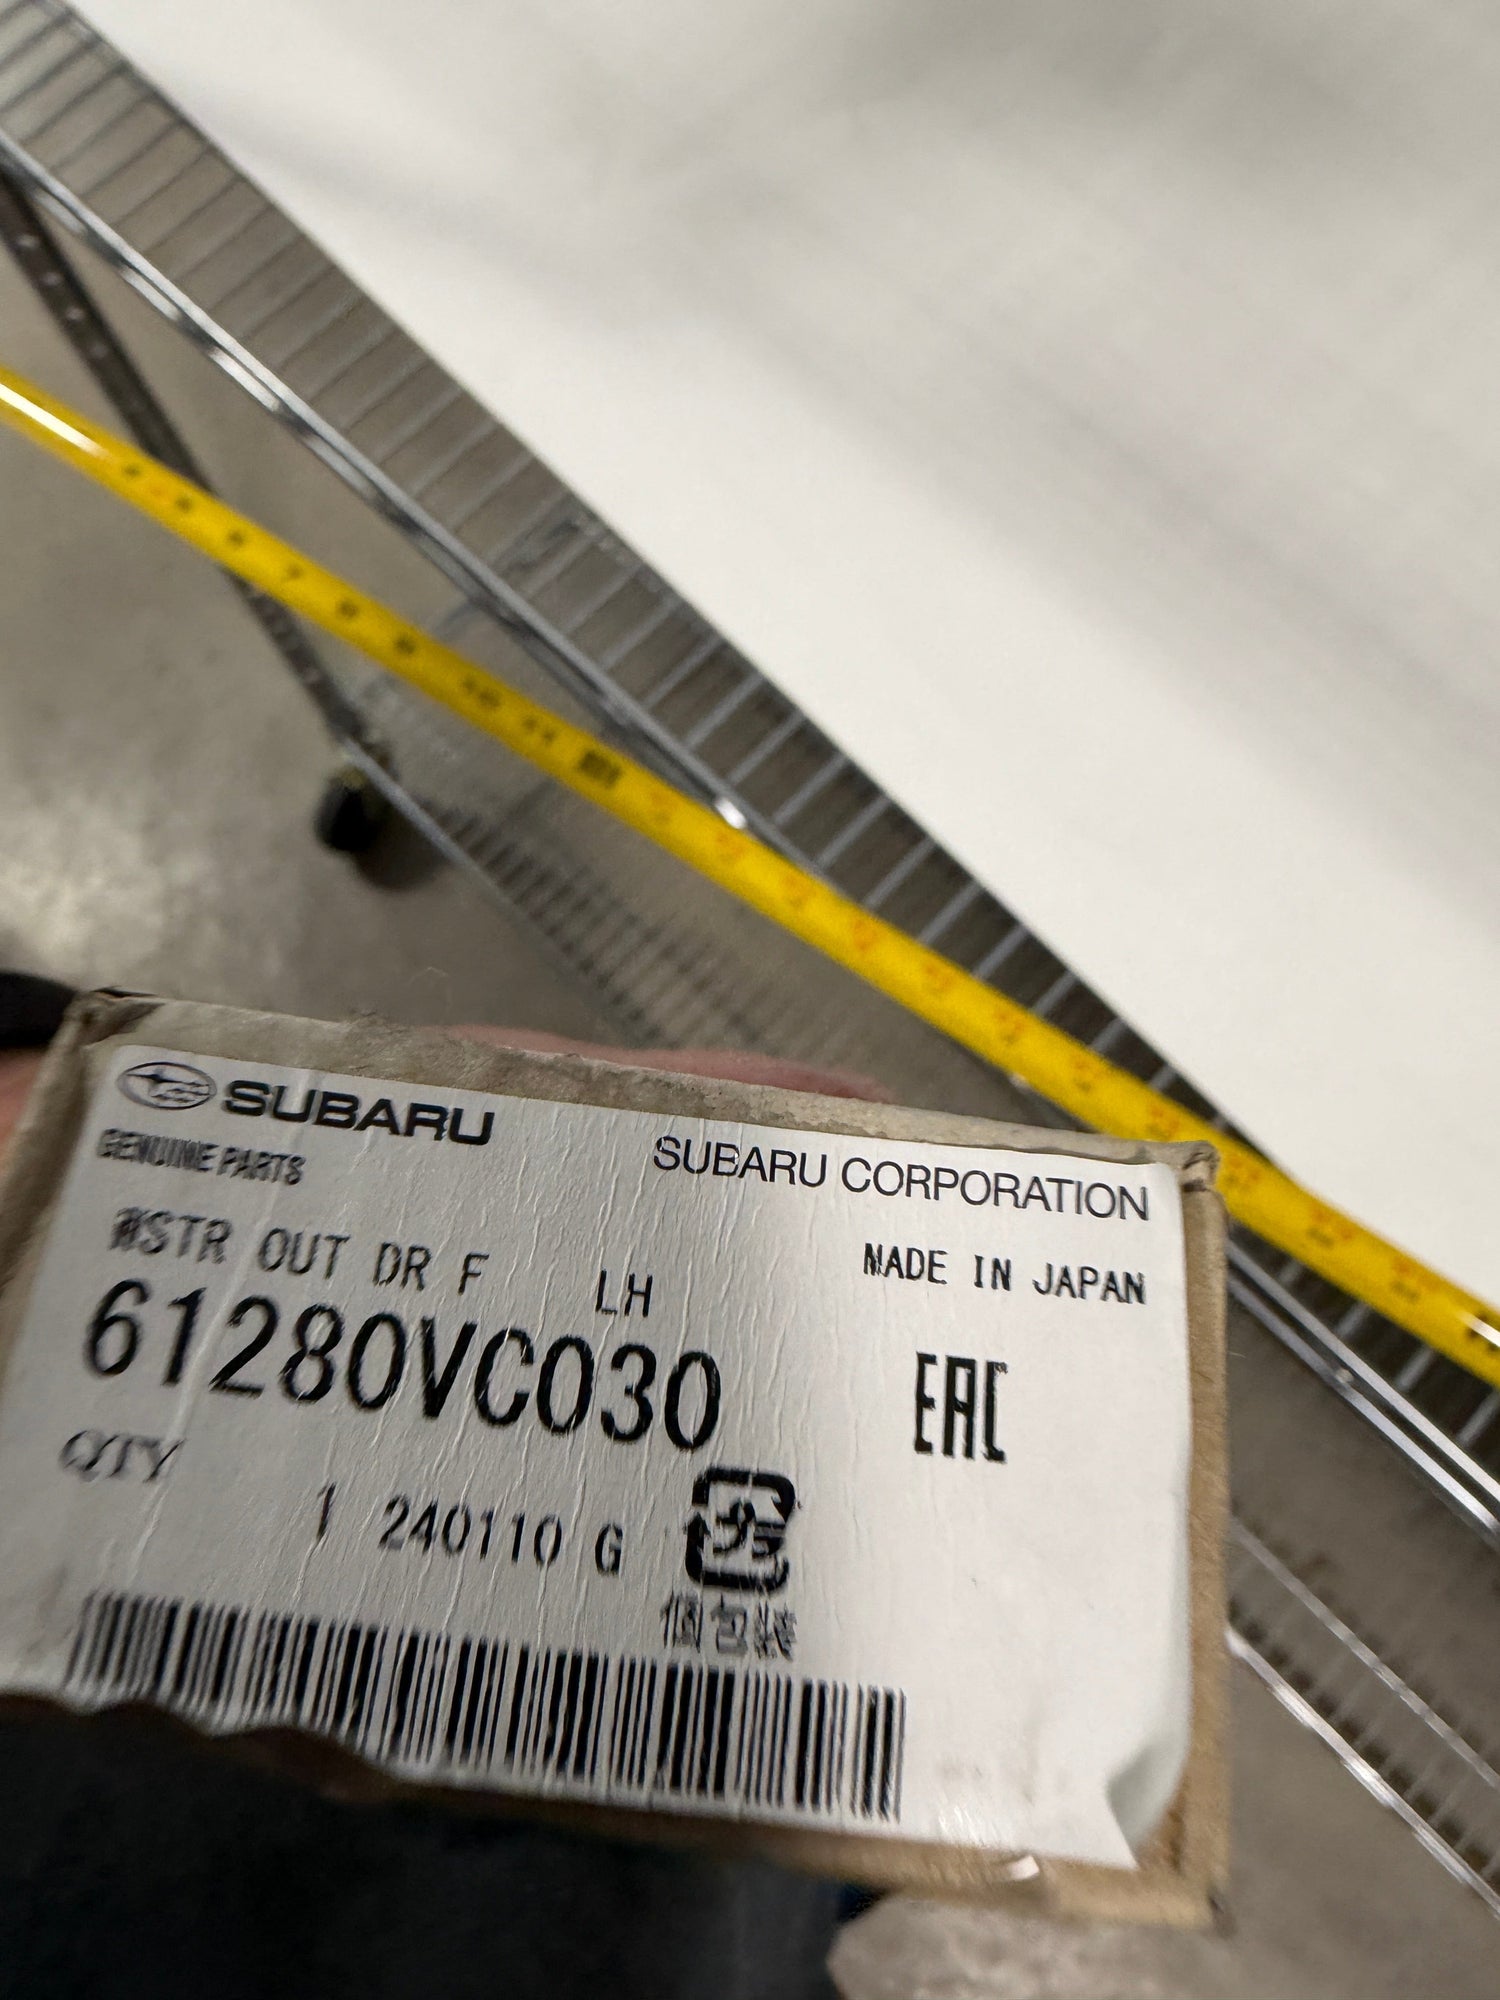 SUBARU
GENUINE PARTS
SUBARU CORPORATION
WSTR OUT DR F LH
MADE IN JAPAN
61280VC030
EAC
QTY
1 240110 G
個包装